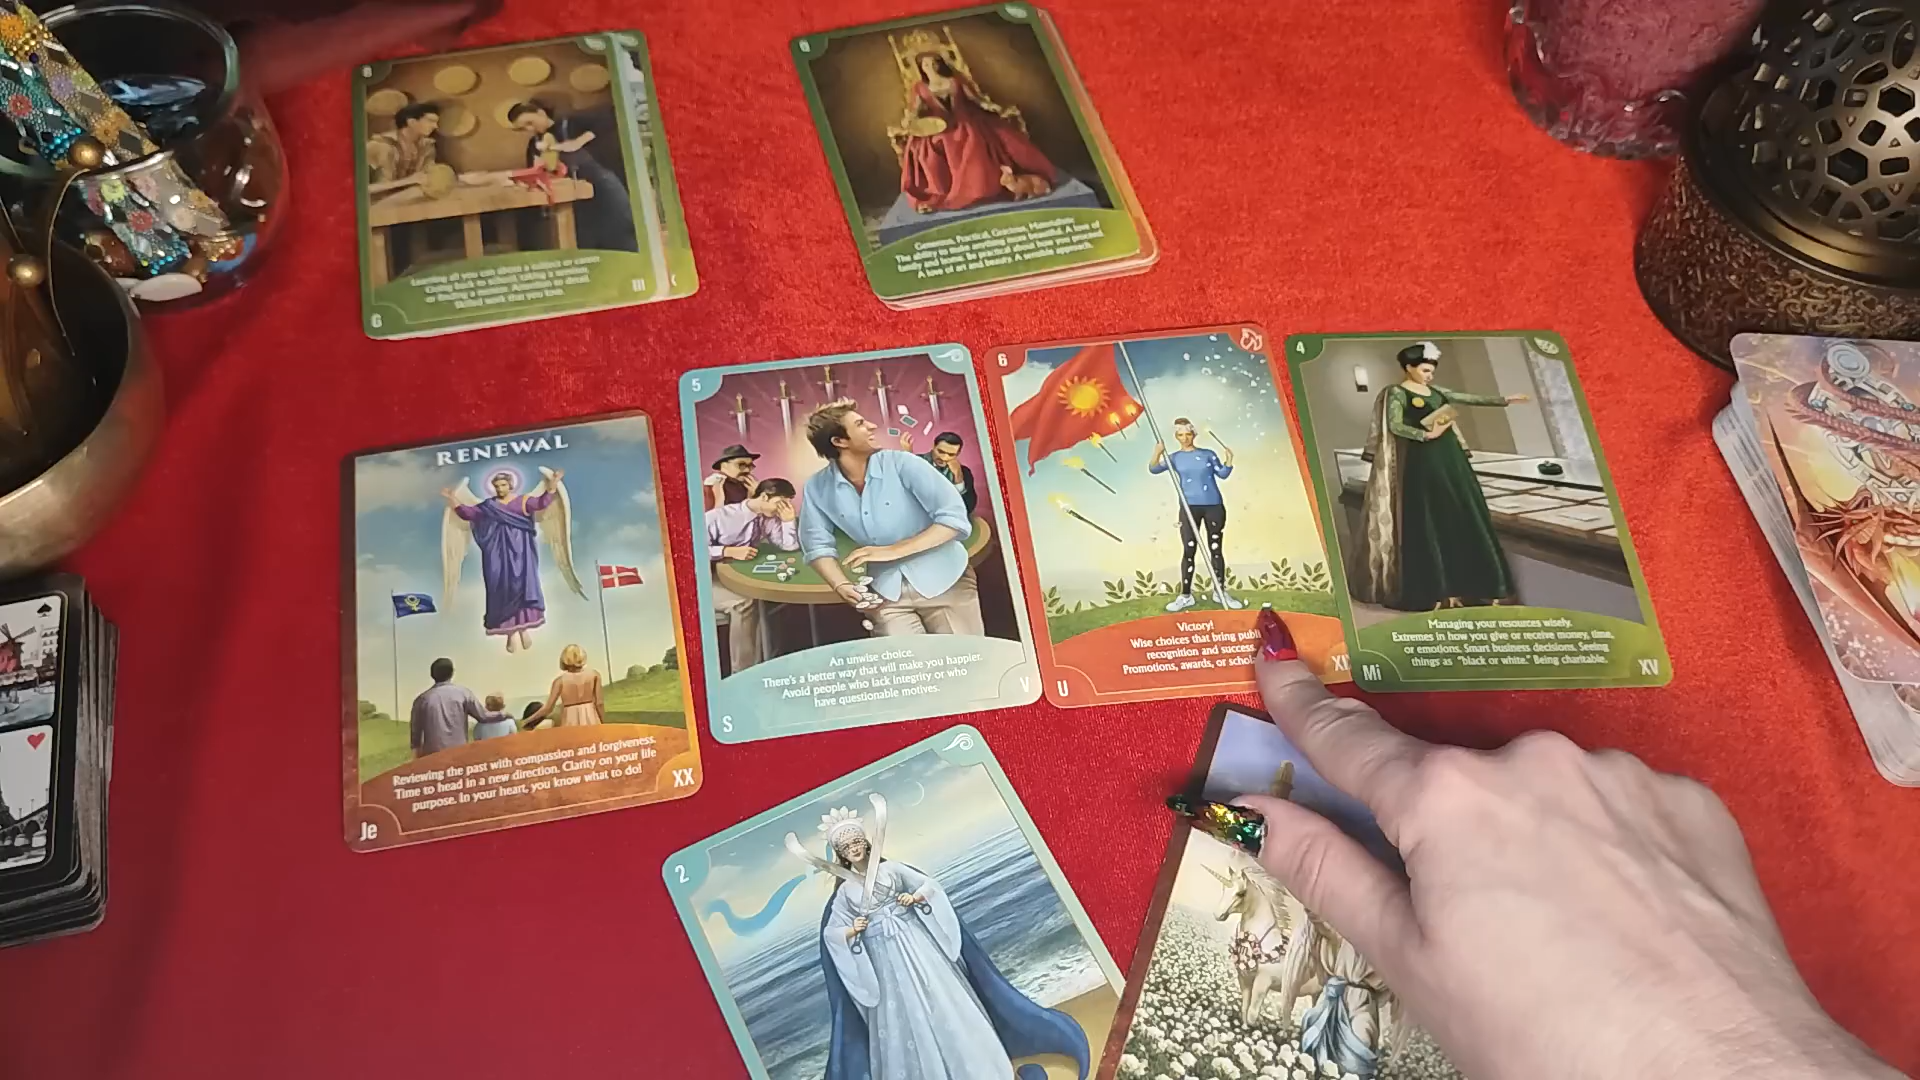 8
Learning all you can about a subject or career.
Going back to school, taking a seminar,
or finding a mentor. Attention to detail.
Skilled work that you love.
G
III
Generous, Practical, Gracious, Materialistic
The ability to make anything more beautiful. A love of
family and home. Be practical about how you proceed.
A love of art and beauty. A sensible approach.
RENEWAL
Reviewing the past with compassion and forgiveness.
Time to head in a new direction. Clarity on your life
purpose. In your heart, you know what to do!
Je
XX
5
An unwise choice.
There's a better way that will make you happier.
Avoid people who lack integrity or who
have questionable motives.
S
V
6
Victory!
Wise choices that bring publi
recognition and success.
Promotions, awards, or schola
U
XI
4
Managing your resources wisely.
Extremes in how you give or receive money, time,
or emotions. Smart business decisions. Seeing
things as "black or white." Being charitable.
Mi
XV
2